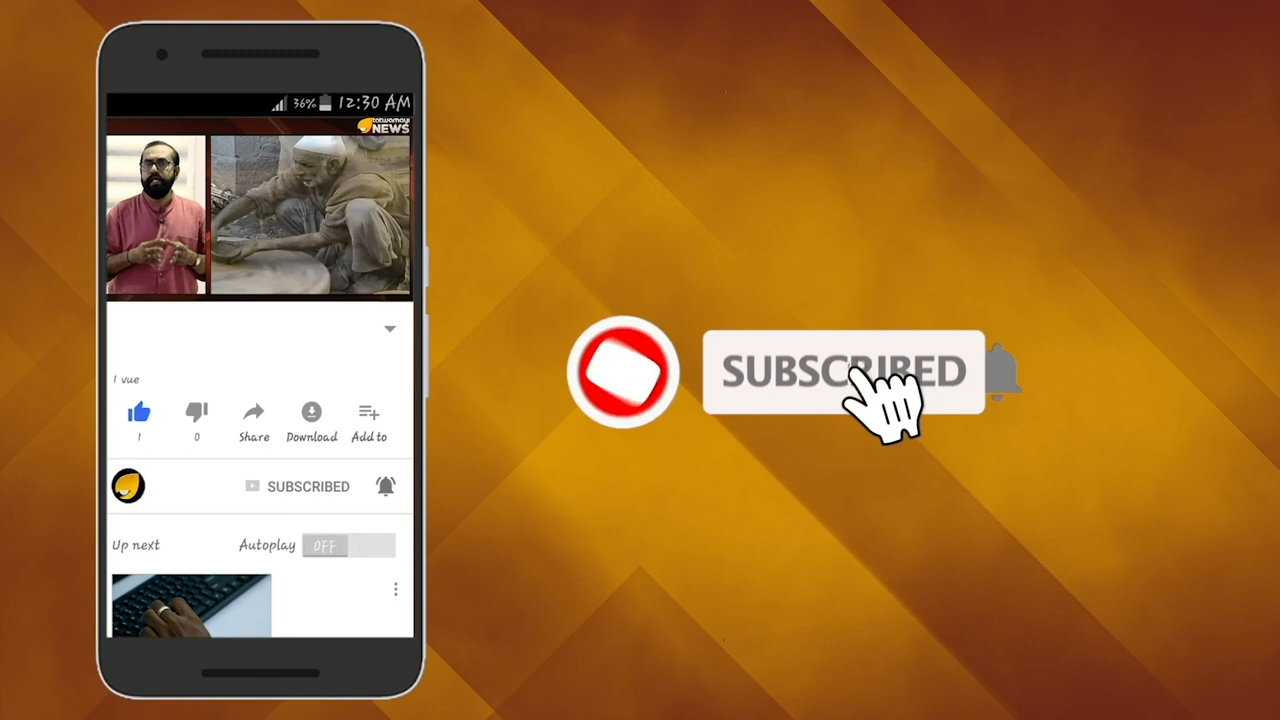 36% 12:30 AM
tatwamayi
NEWS
1 vue
1
0
Share
Download
Add to
SUBSCRIBED
Up next
Autoplay
OFF
SUBSCRIBED